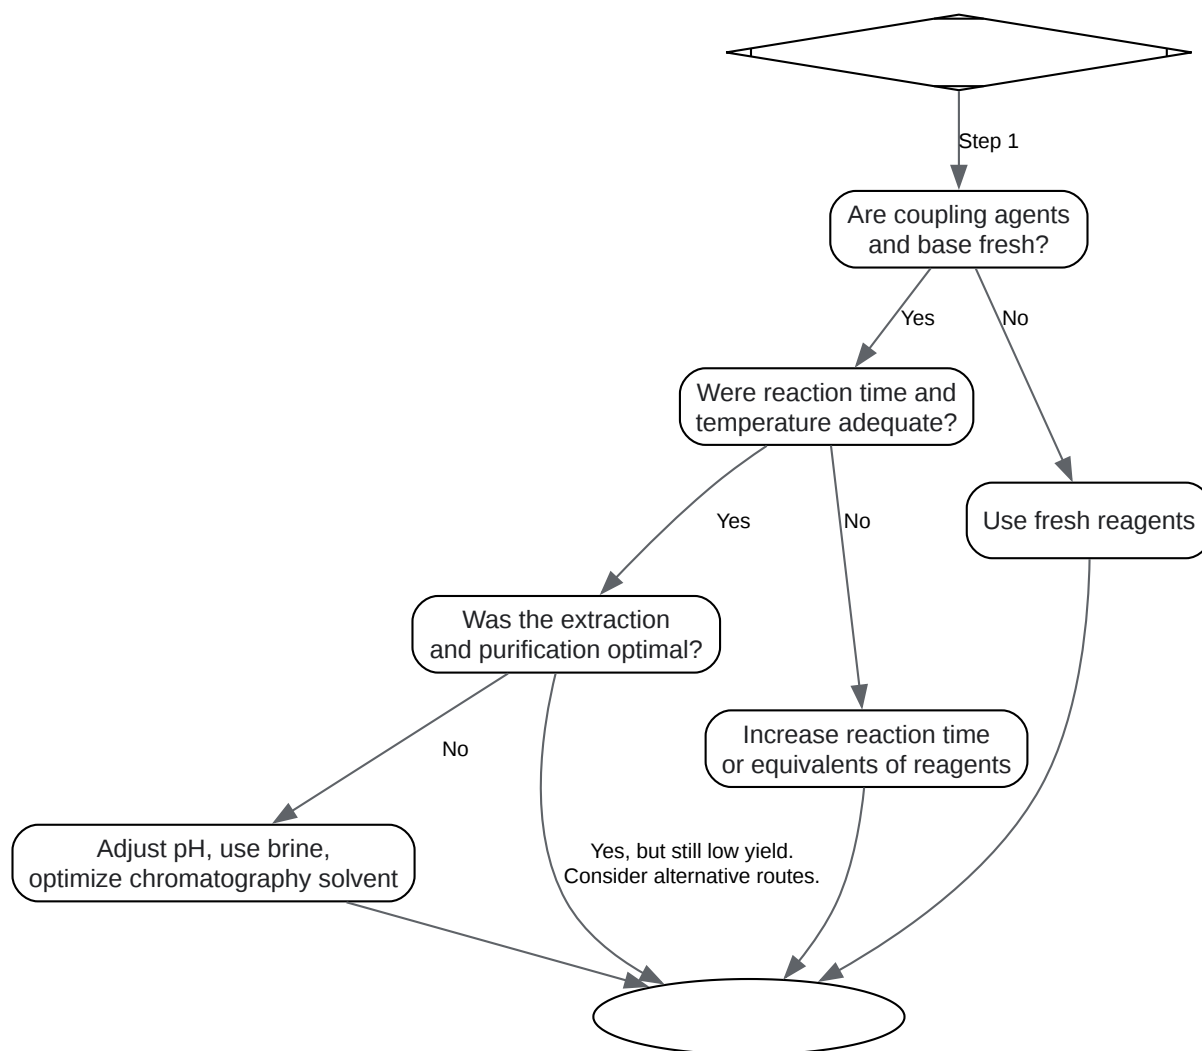 Step 1
Are coupling agents
and base fresh?
Yes
No
Were reaction time and
temperature adequate?
Use fresh reagents
Yes
No
Was the extraction
and purification optimal?
Increase reaction time
or equivalents of reagents
No
Adjust pH, use brine,
optimize chromatography solvent
Yes, but still low yield.
Consider alternative routes.